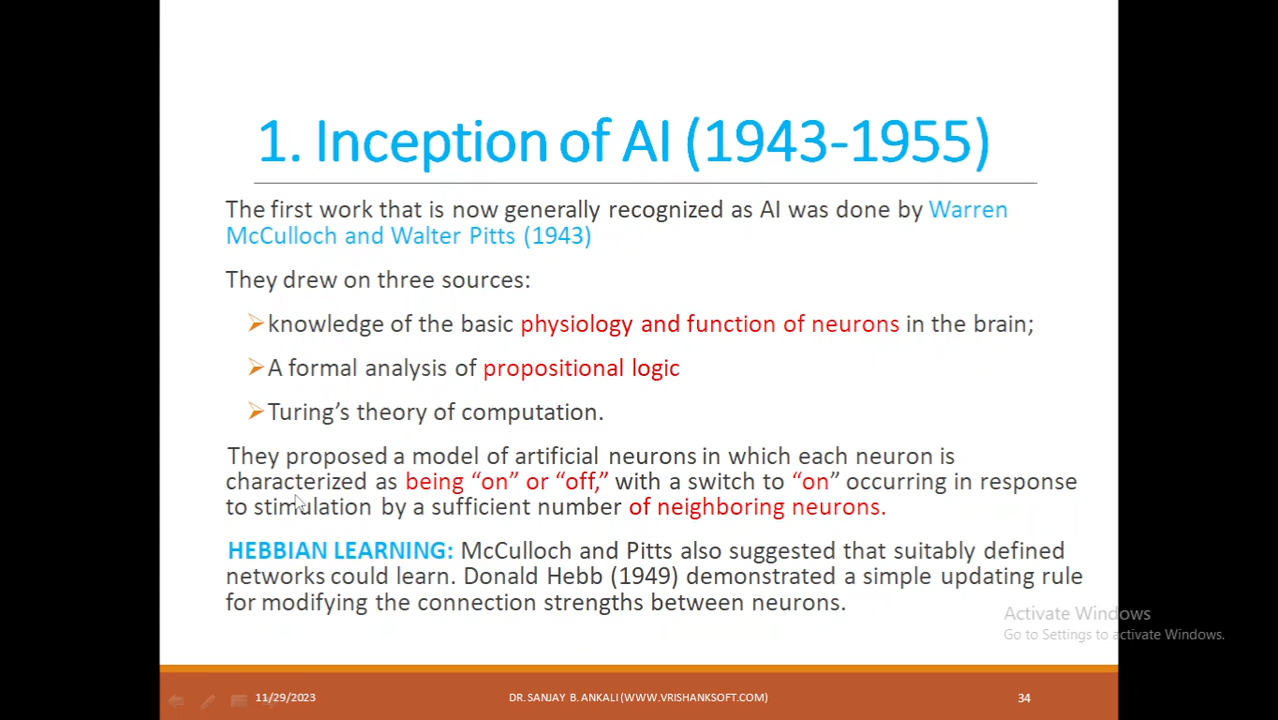 1. Inception of AI (1943-1955)
The first work that is now generally recognized as AI was done by Warren
McCulloch and Walter Pitts (1943)
They drew on three sources:
knowledge of the basic physiology and function of neurons in the brain;
A formal analysis of propositional logic
Turing’s theory of computation.
They proposed a model of artificial neurons in which each neuron is
characterized as being “on” or “off,” with a switch to “on” occurring in response
to stimulation by a sufficient number of neighboring neurons.
HEBBIAN LEARNING: McCulloch and Pitts also suggested that suitably defined
networks could learn. Donald Hebb (1949) demonstrated a simple updating rule
for modifying the connection strengths between neurons.
Activate Windows
Go to Settings to activate Windows.
11/29/2023 DR. SANJAY B. ANKALI (WWW.VRISHANKSOFT.COM) 34